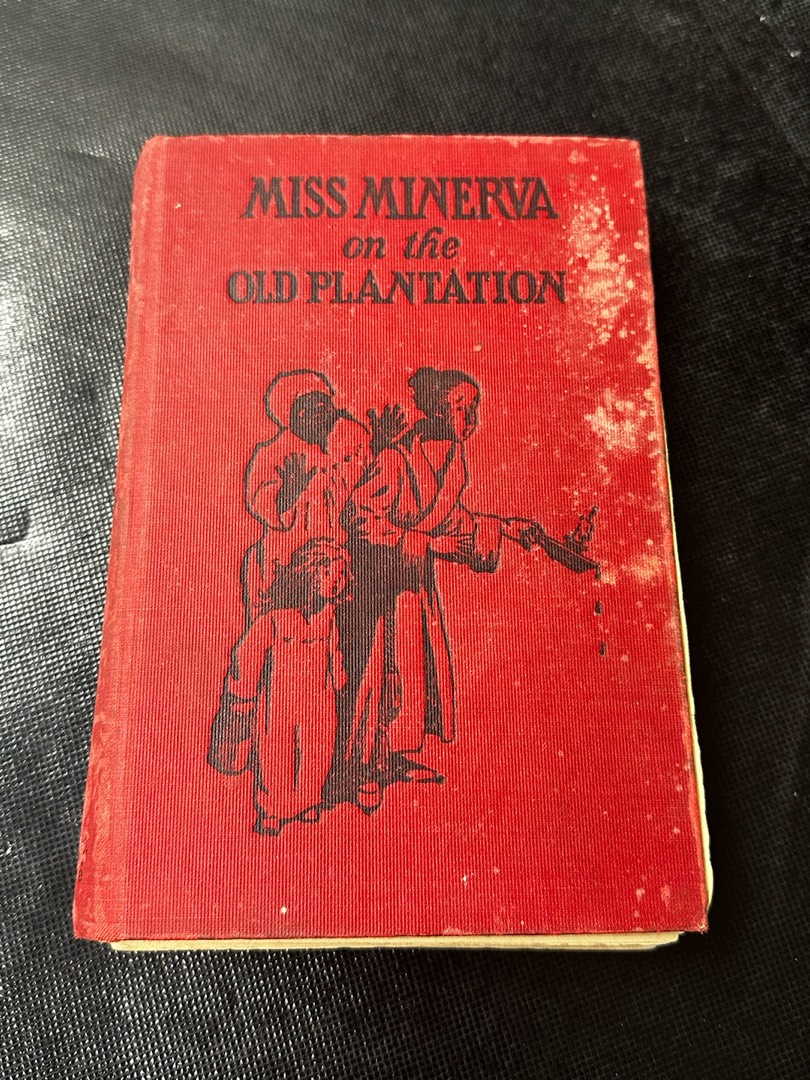 MISS MINERVA
on the
OLD PLANTATION